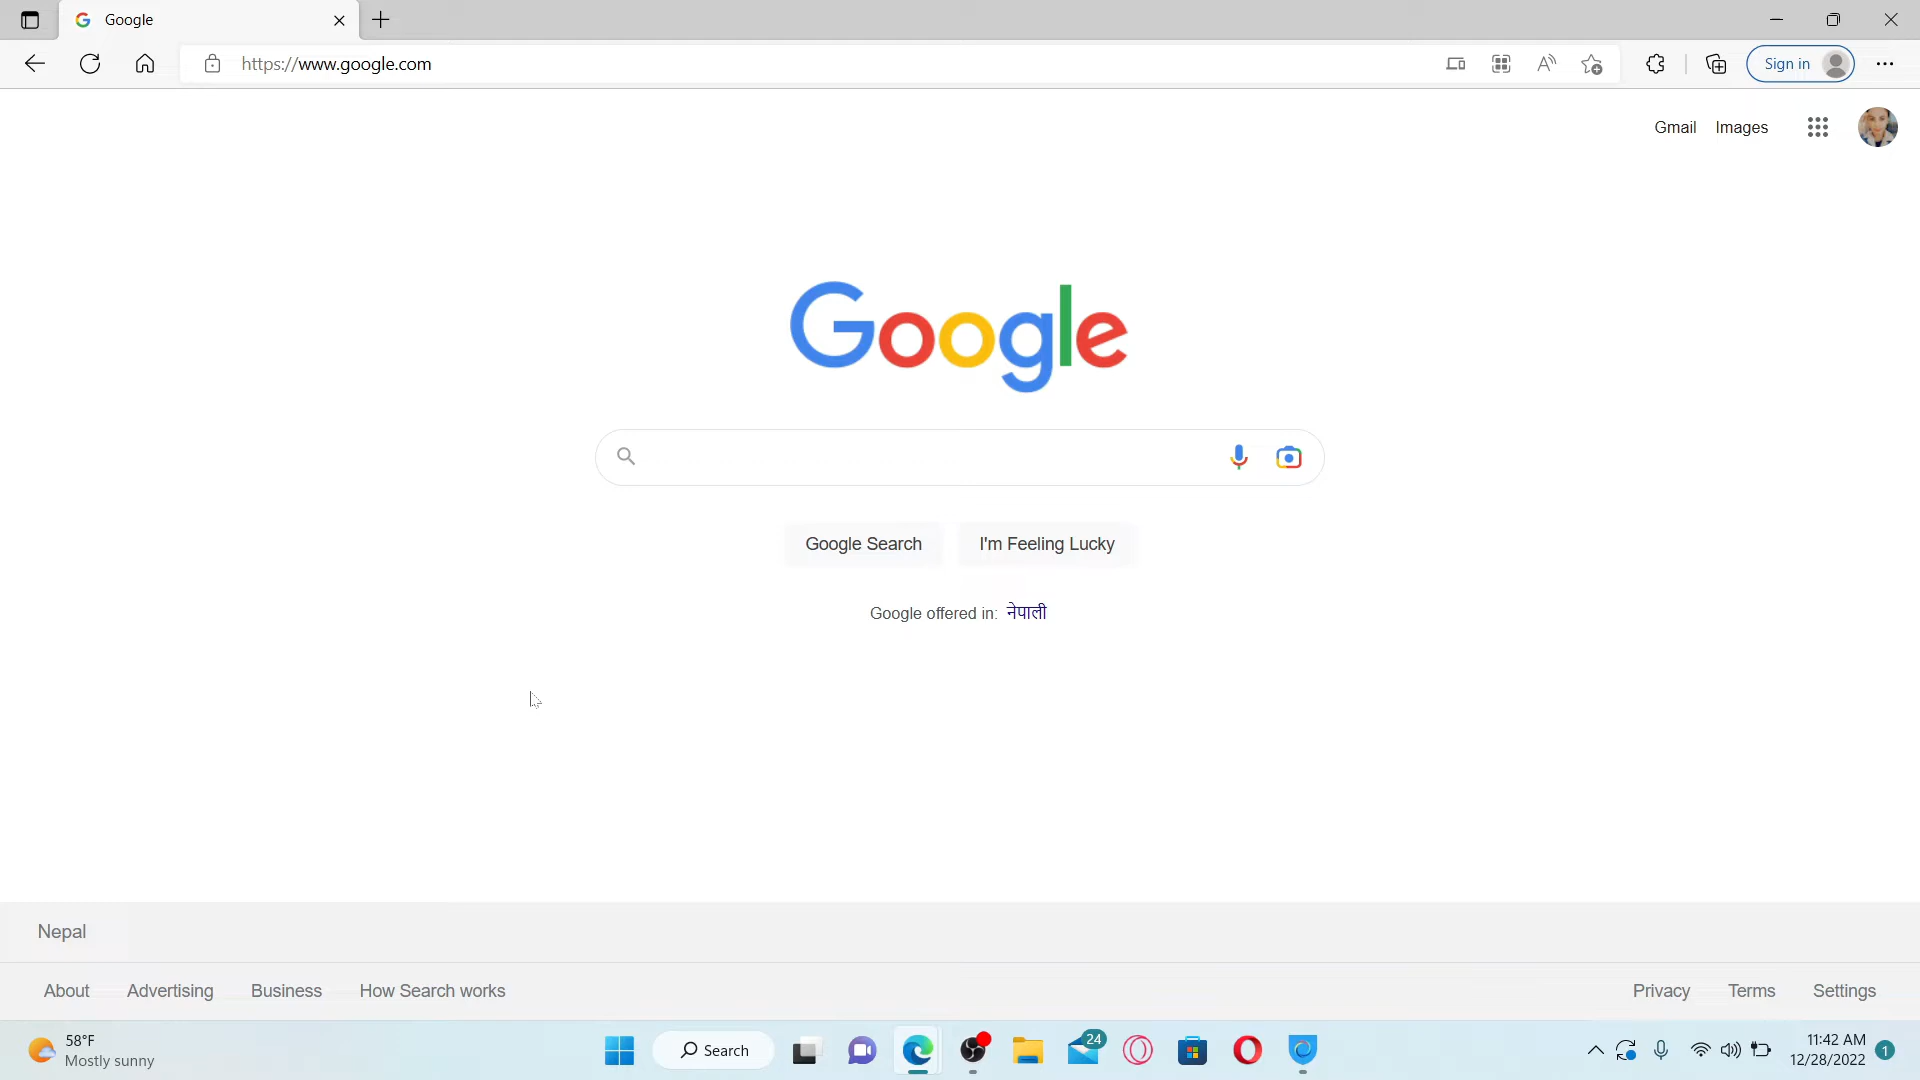 Google
https://www.google.com
Sign in
Gmail Images
Google
Google Search I'm Feeling Lucky
Google offered in: नेपाली
Nepal
About Advertising Business How Search works Privacy Terms Settings
58°F
Mostly sunny
Search
24
11:42 AM
12/28/2022
1